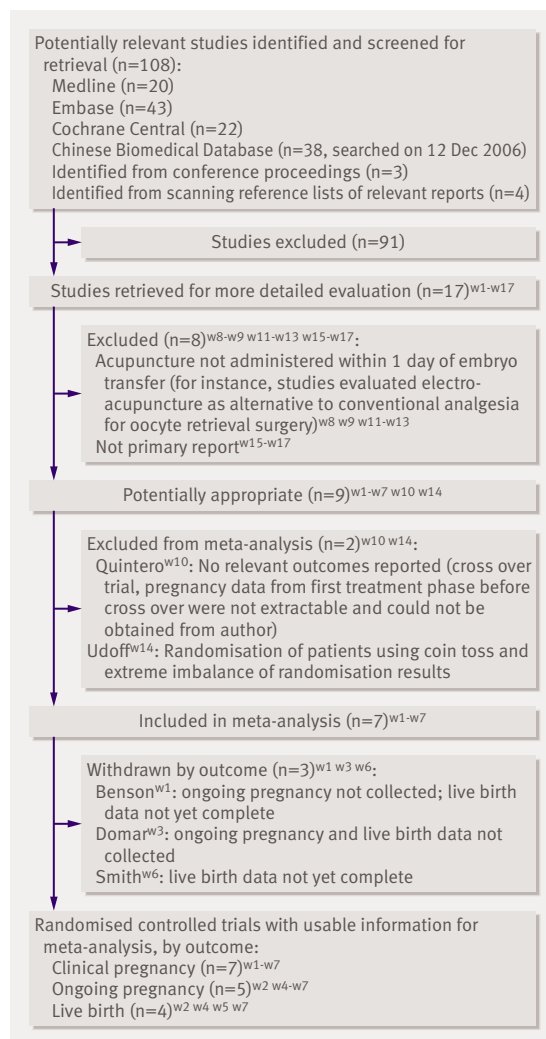 Potentially relevant studies identified and screened for
retrieval (n=108):
Medline (n=20)
Embase (n=43)
Cochrane Central (n=22)
Chinese Biomedical Database (n=38, searched on 12 Dec 2006)
Identified from conference proceedings (n=3)
Identified from scanning reference lists of relevant reports (n=4)
Studies excluded (n=91)
Studies retrieved for more detailed evaluation (n=17)w1-w17
Excluded (n=8)w8-w9 w11-w13 w15-w17:
Acupuncture not administered within 1 day of embryo
transfer (for instance, studies evaluated electro-
acupuncture as alternative to conventional analgesia
for oocyte retrieval surgery)w8 w9 w11-w13
Not primary reportw15-w17
Potentially appropriate (n=9)w1-w7 w10 w14
Excluded from meta-analysis (n=2)w10 w14:
Quinterow10: No relevant outcomes reported (cross over
trial, pregnancy data from first treatment phase before
cross over were not extractable and could not be
obtained from author)
Udoffw14: Randomisation of patients using coin toss and
extreme imbalance of randomisation results
Included in meta-analysis (n=7)w1-w7
Withdrawn by outcome (n=3)w1 w3 w6:
Bensonw1: ongoing pregnancy not collected; live birth
data not yet complete
Domarw3: ongoing pregnancy and live birth data not
collected
Smithw6: live birth data not yet complete
Randomised controlled trials with usable information for
meta-analysis, by outcome:
Clinical pregnancy (n=7)w1-w7
Ongoing pregnancy (n=5)w2 w4-w7
Live birth (n=4)w2 w4 w5 w7